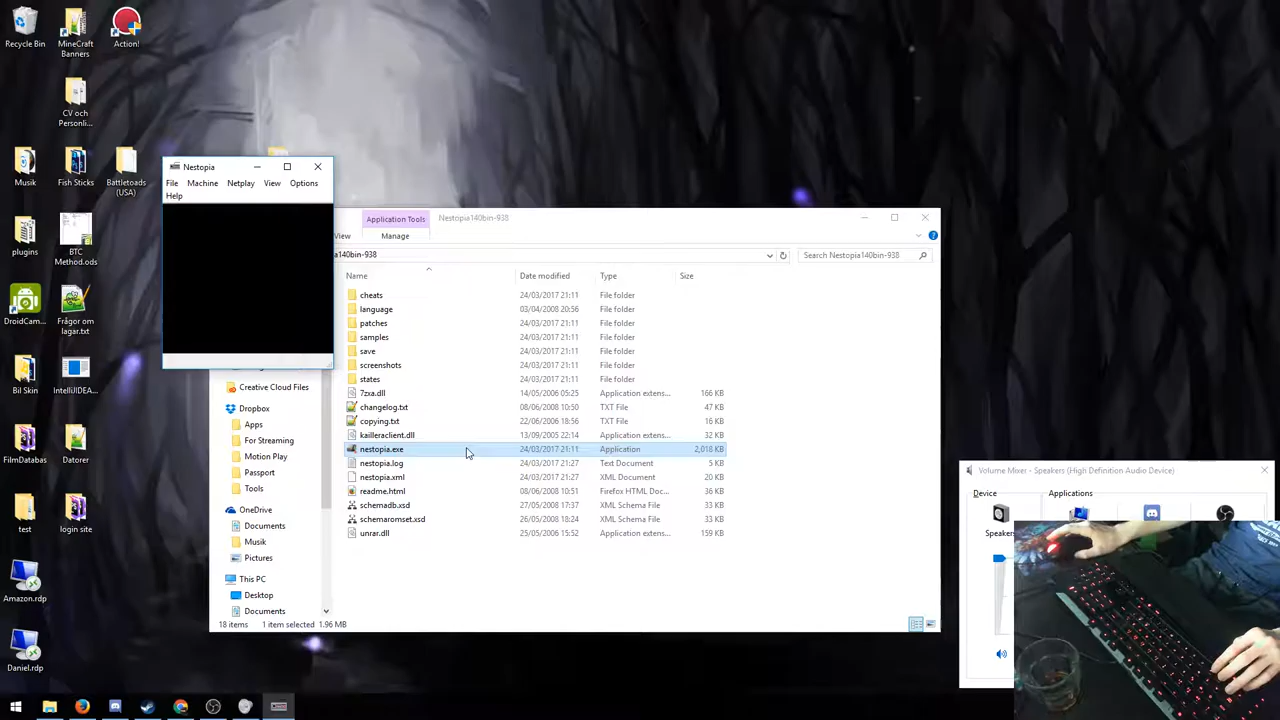 Recycle Bin
MineCraft
Banners
Action!
CV och
Personli...
Musik
Fish Sticks
Battletoads
(USA)
plugins
BTC
Method.ods
DroidCam...
Frågor om
lagar.txt
Bil Skin
IntelliJIDEA...
FilmDatabas
Datorer
test
login site
Amazon.rdp
Daniel.rdp
Nestopia
File Machine Netplay View Options
Help
Application Tools
Nestopia140bin-938
View
Manage
a140bin-938
Search Nestopia140bin-938
Name Date modified Type Size
cheats 24/03/2017 21:11 File folder
language 03/04/2008 20:56 File folder
patches 24/03/2017 21:11 File folder
samples 24/03/2017 21:11 File folder
save 24/03/2017 21:11 File folder
screenshots 24/03/2017 21:11 File folder
states 24/03/2017 21:11 File folder
7zxa.dll 14/05/2006 05:25 Application extens... 166 KB
changelog.txt 08/06/2008 10:50 TXT File 47 KB
copying.txt 22/06/2006 18:56 TXT File 16 KB
kailleraclient.dll 13/09/2005 22:14 Application extens... 32 KB
nestopia.exe 24/03/2017 21:11 Application 2,018 KB
nestopia.log 24/03/2017 21:27 Text Document 5 KB
nestopia.xml 24/03/2017 21:27 XML Document 20 KB
readme.html 08/06/2008 10:51 Firefox HTML Doc... 36 KB
schemadb.xsd 27/05/2008 17:37 XML Schema File 33 KB
schemaromset.xsd 26/05/2008 18:24 XML Schema File 33 KB
unrar.dll 25/05/2006 15:52 Application extens... 159 KB
Creative Cloud Files
Dropbox
Apps
For Streaming
Motion Play
Passport
Tools
OneDrive
Documents
Musik
Pictures
This PC
Desktop
Documents
18 items 1 item selected 1.96 MB
Volume Mixer - Speakers (High Definition Audio Device)
Device Applications
Speakers